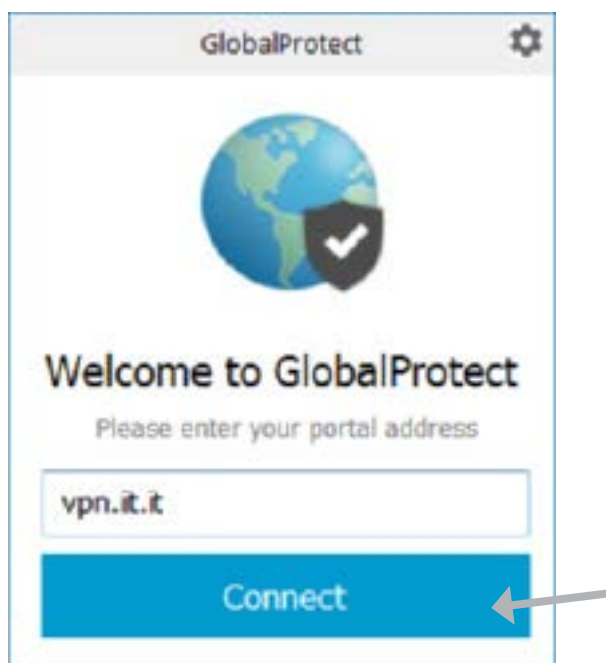 GlobalProtect
Welcome to GlobalProtect
Please enter your portal address
vpn.it.it
Connect